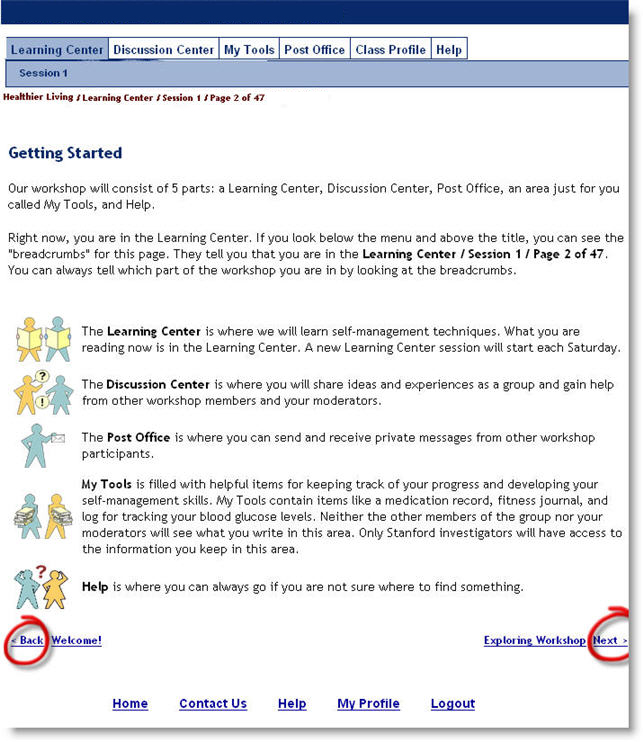 Learning Center Discussion Center My Tools Post Office Class Profile Help
Session 1
Healthier Living / Learning Center / Session 1 / Page 2 of 47
Getting Started
Our workshop will consist of 5 parts: a Learning Center, Discussion Center, Post Office, an area just for you
called My Tools, and Help.
Right now, you are in the Learning Center. If you look below the menu and above the title, you can see the
"breadcrumbs" for this page. They tell you that you are in the Learning Center / Session 1 / Page 2 of 47.
You can always tell which part of the workshop you are in by looking at the breadcrumbs.
The Learning Center is where we will learn self-management techniques. What you are
reading now is in the Learning Center. A new Learning Center session will start each Saturday.
? 
!
The Discussion Center is where you will share ideas and experiences as a group and gain help
from other workshop members and your moderators.
The Post Office is where you can send and receive private messages from other workshop
participants.
My Tools is filled with helpful items for keeping track of your progress and developing your
self-management skills. My Tools contain items like a medication record, fitness journal, and
log for tracking your blood glucose levels. Neither the other members of the group nor your
moderators will see what you write in this area. Only Stanford investigators will have access to
the information you keep in this area.
?
Help is where you can always go if you are not sure where to find something.
< Back Welcome! Exploring Workshop Next >
Home Contact Us Help My Profile Logout